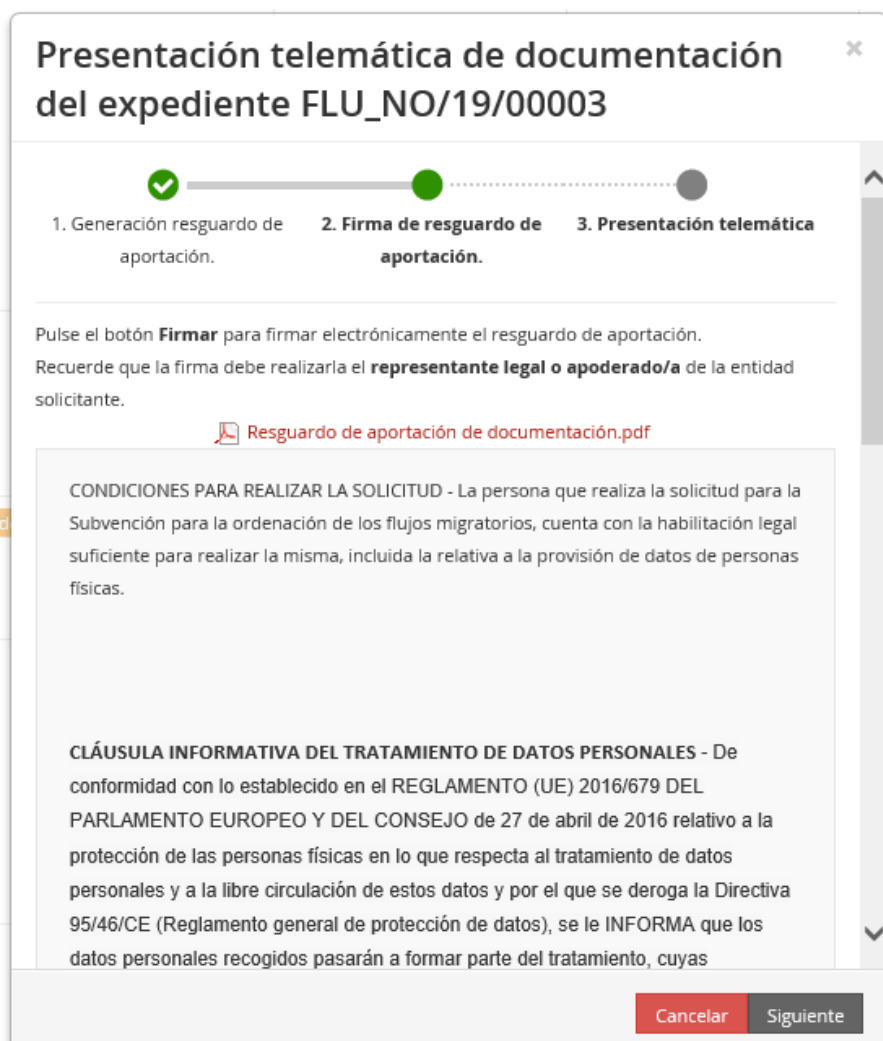 Presentación telemática de documentación
del expediente FLU_NO/19/00003
×
1. Generación resguardo de
aportación.
2. Firma de resguardo de
aportación.
3. Presentación telemática
Pulse el botón Firmar para firmar electrónicamente el resguardo de aportación.
Recuerde que la firma debe realizarla el representante legal o apoderado/a de la entidad
solicitante.
Resguardo de aportación de documentación.pdf
CONDICIONES PARA REALIZAR LA SOLICITUD - La persona que realiza la solicitud para la
Subvención para la ordenación de los flujos migratorios, cuenta con la habilitación legal
suficiente para realizar la misma, incluida la relativa a la provisión de datos de personas
físicas.
CLÁUSULA INFORMATIVA DEL TRATAMIENTO DE DATOS PERSONALES - De
conformidad con lo establecido en el REGLAMENTO (UE) 2016/679 DEL
PARLAMENTO EUROPEO Y DEL CONSEJO de 27 de abril de 2016 relativo a la
protección de las personas físicas en lo que respecta al tratamiento de datos
personales y a la libre circulación de estos datos y por el que se deroga la Directiva
95/46/CE (Reglamento general de protección de datos), se le INFORMA que los
datos personales recogidos pasarán a formar parte del tratamiento, cuyas
Cancelar
Siguiente